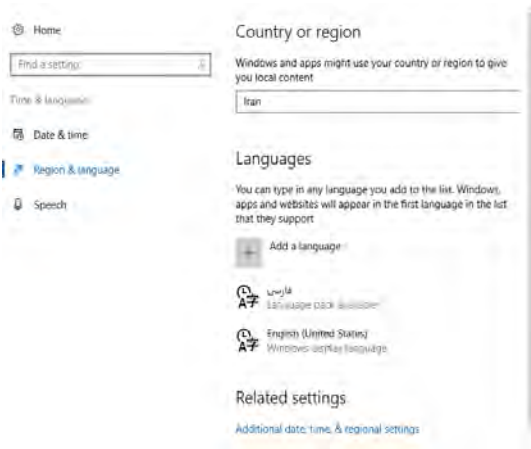 Home
Find a setting
Time & language
Date & time
Region & language
Speech
Country or region
Windows and apps might use your country or region to give
you local content
Iran
Languages
You can type in any language you add to the list. Windows,
apps and websites will appear in the first language in the list
that they support
Add a language
فارسی
Language pack available
English (United States)
Windows display language
Related settings
Additional date, time, & regional settings